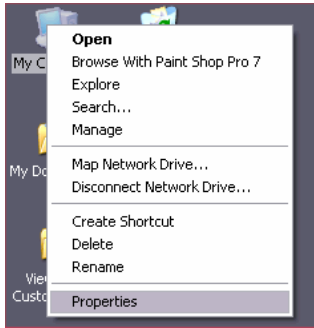 Open
My C
Browse With Paint Shop Pro 7
Explore
Search...
Manage
My Do
Map Network Drive...
Disconnect Network Drive...
Create Shortcut
Delete
Rename
Vie
Custo
Properties